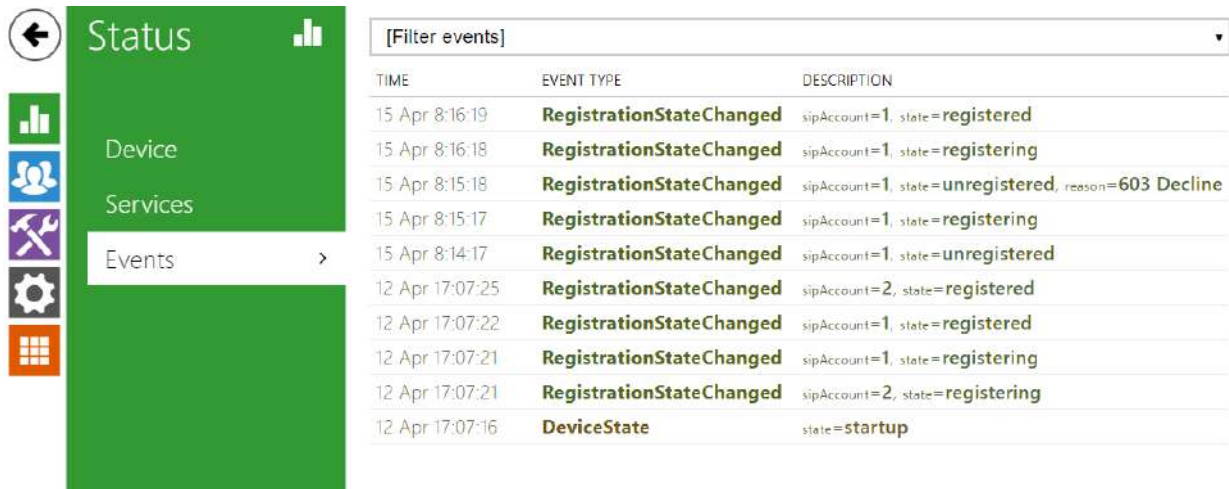 Status
Device
Services
Events
[Filter events]
TIME EVENT TYPE DESCRIPTION
15 Apr 8:16:19 RegistrationStateChanged sipAccount=1, state=registered
15 Apr 8:16:18 RegistrationStateChanged sipAccount=1, state=registering
15 Apr 8:15:18 RegistrationStateChanged sipAccount=1, state=unregistered, reason=603 Decline
15 Apr 8:15:17 RegistrationStateChanged sipAccount=1, state=registering
15 Apr 8:14:17 RegistrationStateChanged sipAccount=1, state=unregistered
12 Apr 17:07:25 RegistrationStateChanged sipAccount=2, state=registered
12 Apr 17:07:22 RegistrationStateChanged sipAccount=1, state=registered
12 Apr 17:07:21 RegistrationStateChanged sipAccount=1, state=registering
12 Apr 17:07:21 RegistrationStateChanged sipAccount=2, state=registering
12 Apr 17:07:16 DeviceState state=startup